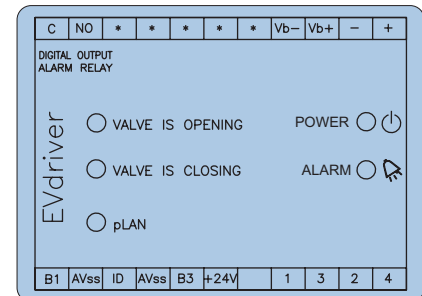 C NO * * * * * Vb− Vb+ − +
DIGITAL OUTPUT
ALARM RELAY
EVdriver
VALVE IS OPENING
POWER
VALVE IS CLOSING
ALARM
pLAN
B1 AVss ID AVss B3 +24V 1 3 2 4